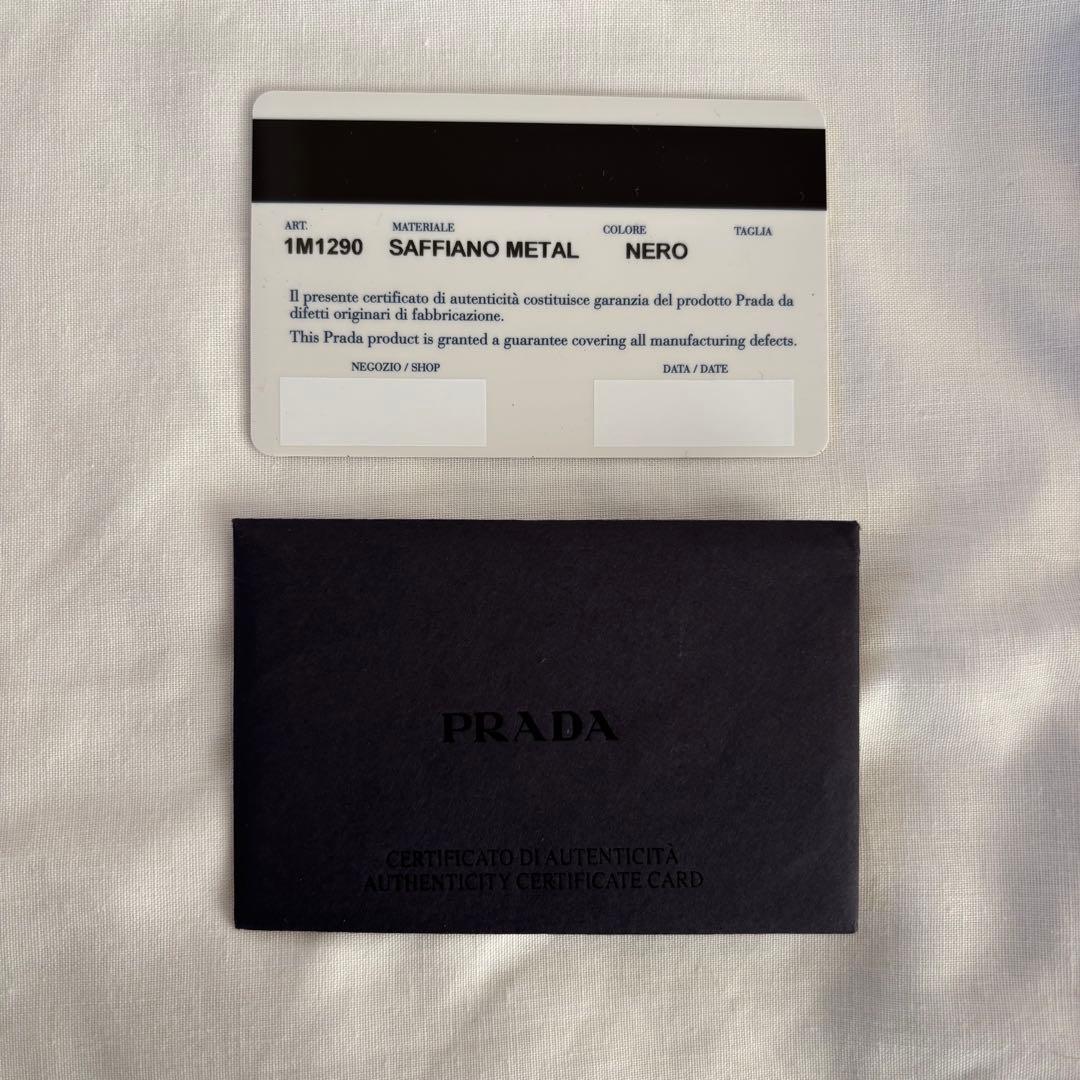 ART. MATERIALE COLORE TAGLIA
1M1290 SAFFIANO METAL NERO
Il presente certificato di autenticità costituisce garanzia del prodotto Prada da
difetti originari di fabbricazione.
This Prada product is granted a guarantee covering all manufacturing defects.
NEGOZIO / SHOP DATA / DATE
PRADA
CERTIFICATO DI AUTENTICITÀ
AUTHENTICITY CERTIFICATE CARD